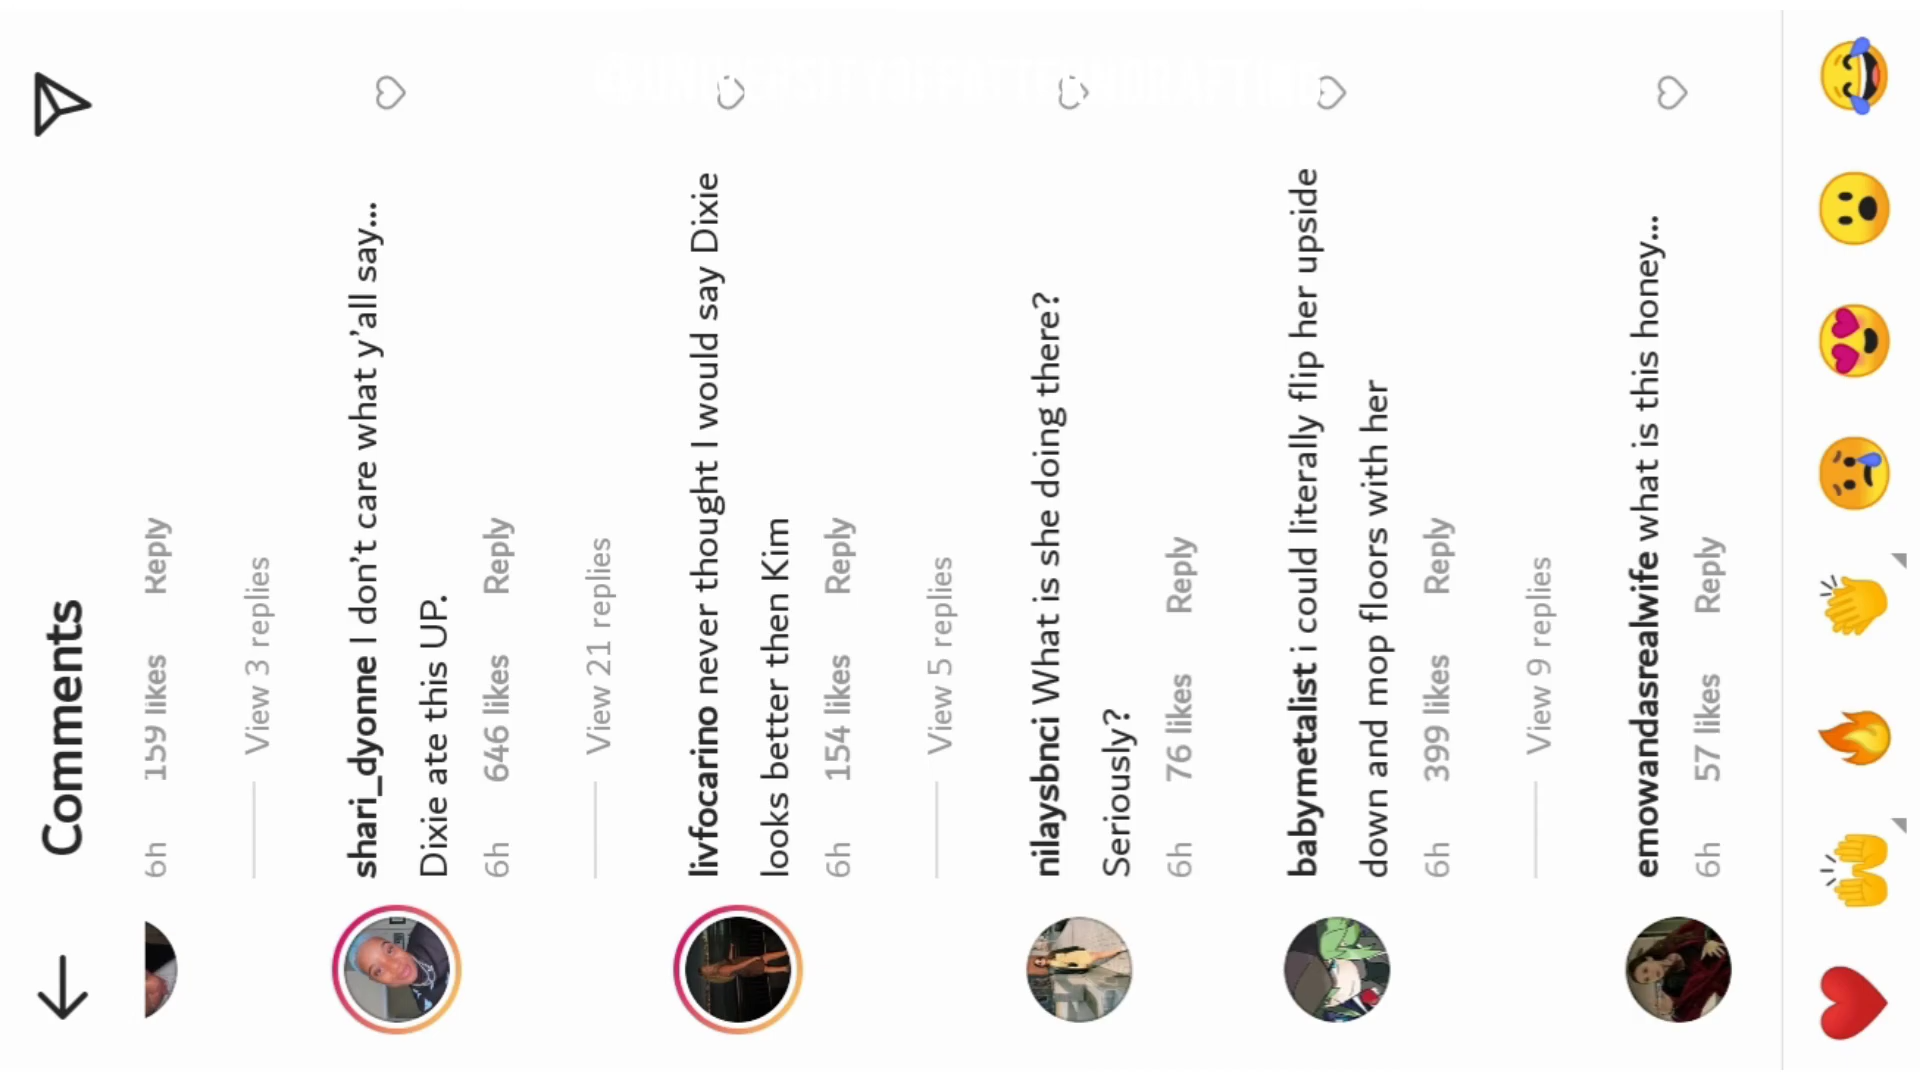 Comments
6h 159 likes Reply
View 3 replies
shari_dyonne I don't care what y'all say...
Dixie ate this UP.
6h 646 likes Reply
View 21 replies
livfocarino never thought I would say Dixie
looks better then Kim
6h 154 likes Reply
View 5 replies
nilaysbnci What is she doing there?
Seriously?
6h 76 likes Reply
babymetalist i could literally flip her upside
down and mop floors with her
6h 399 likes Reply
View 9 replies
emowandasrealwife what is this honey...
6h 57 likes Reply